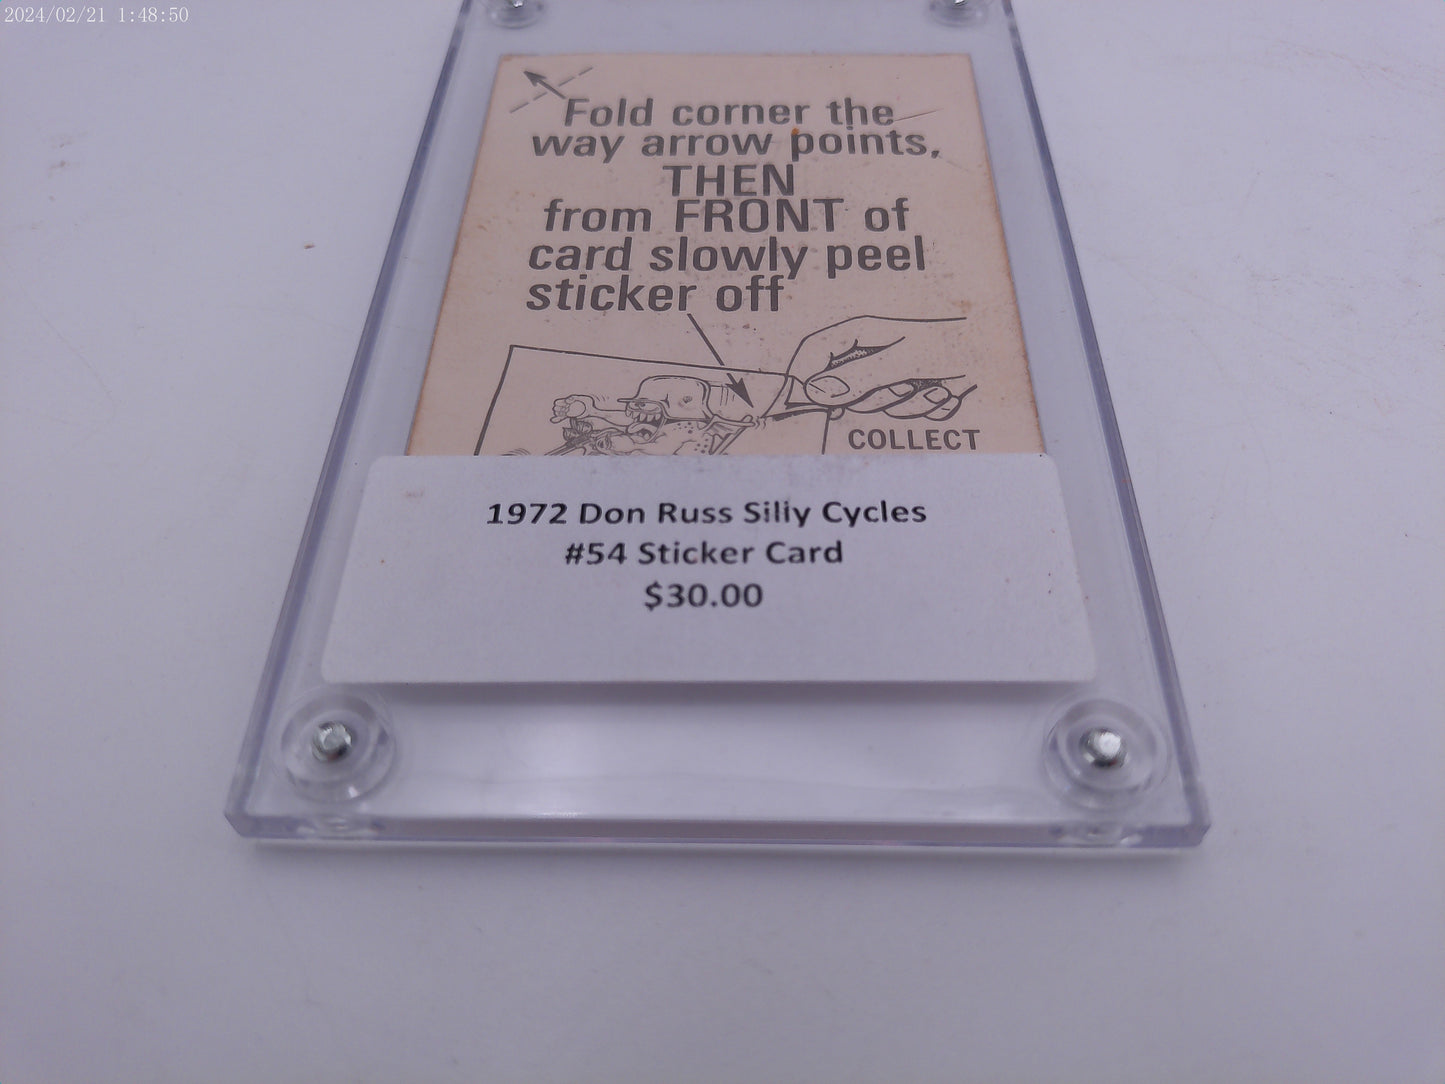 2024/02/21 1:48:50
Fold corner the
way arrow points,
THEN
from FRONT of
card slowly peel
sticker off
COLLECT
1972 Don Russ Siliy Cycles
#54 Sticker Card
$30.00